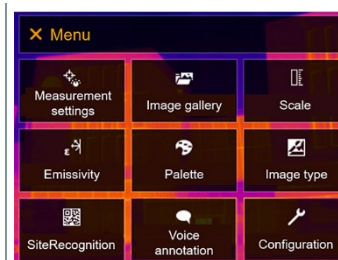 × Menu
Measurement
settings
Image gallery
Scale
ε
Emissivity
Palette
Image type
SiteRecognition
Voice
annotation
Configuration